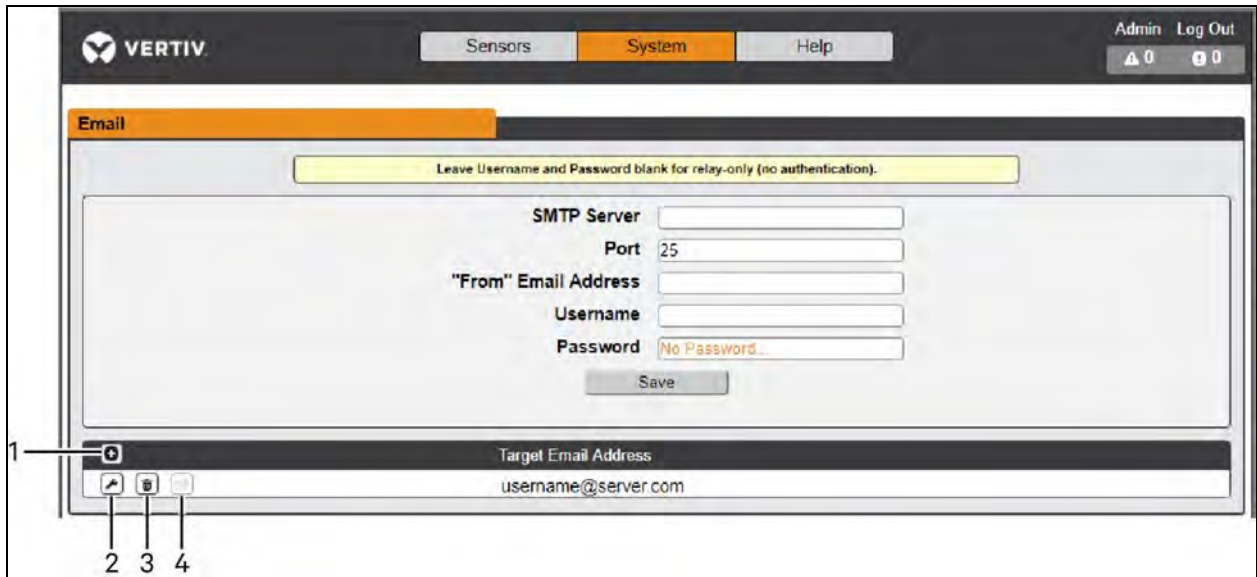 Admin Log Out
VERTIV
Sensors System Help
0 0
Email
Leave Username and Password blank for relay-only (no authentication).
SMTP Server
Port 25
"From" Email Address
Username
Password No Password...
Save
1
Target Email Address
username@server.com
2 3 4